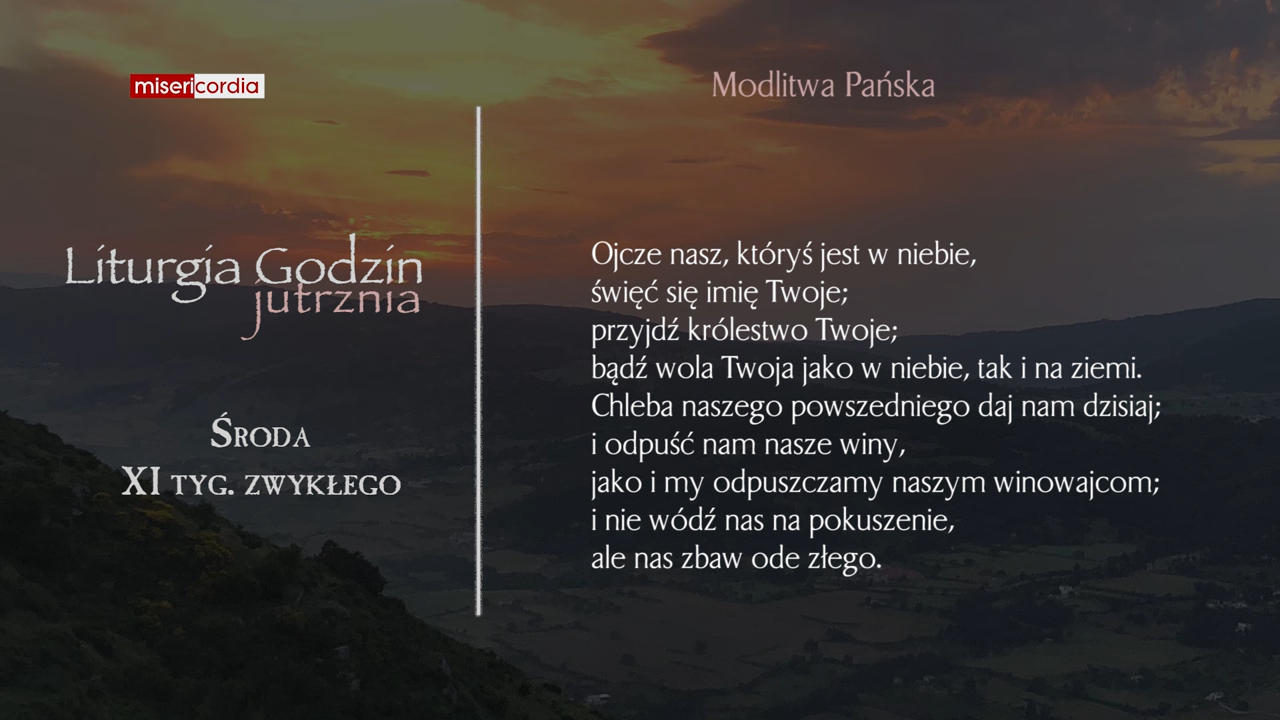 misericordia
Liturgia Godzin
jutrznia
Środa
XI tyg. zwykłego
Modlitwa Pańska
Ojcze nasz, któryś jest w niebie,
święć się imię Twoje;
przyjdź królestwo Twoje;
bądź wola Twoja jako w niebie, tak i na ziemi.
Chleba naszego powszedniego daj nam dzisiaj;
i odpuść nam nasze winy,
jako i my odpuszczamy naszym winowajcom;
i nie wódź nas na pokuszenie,
ale nas zbaw ode złego.